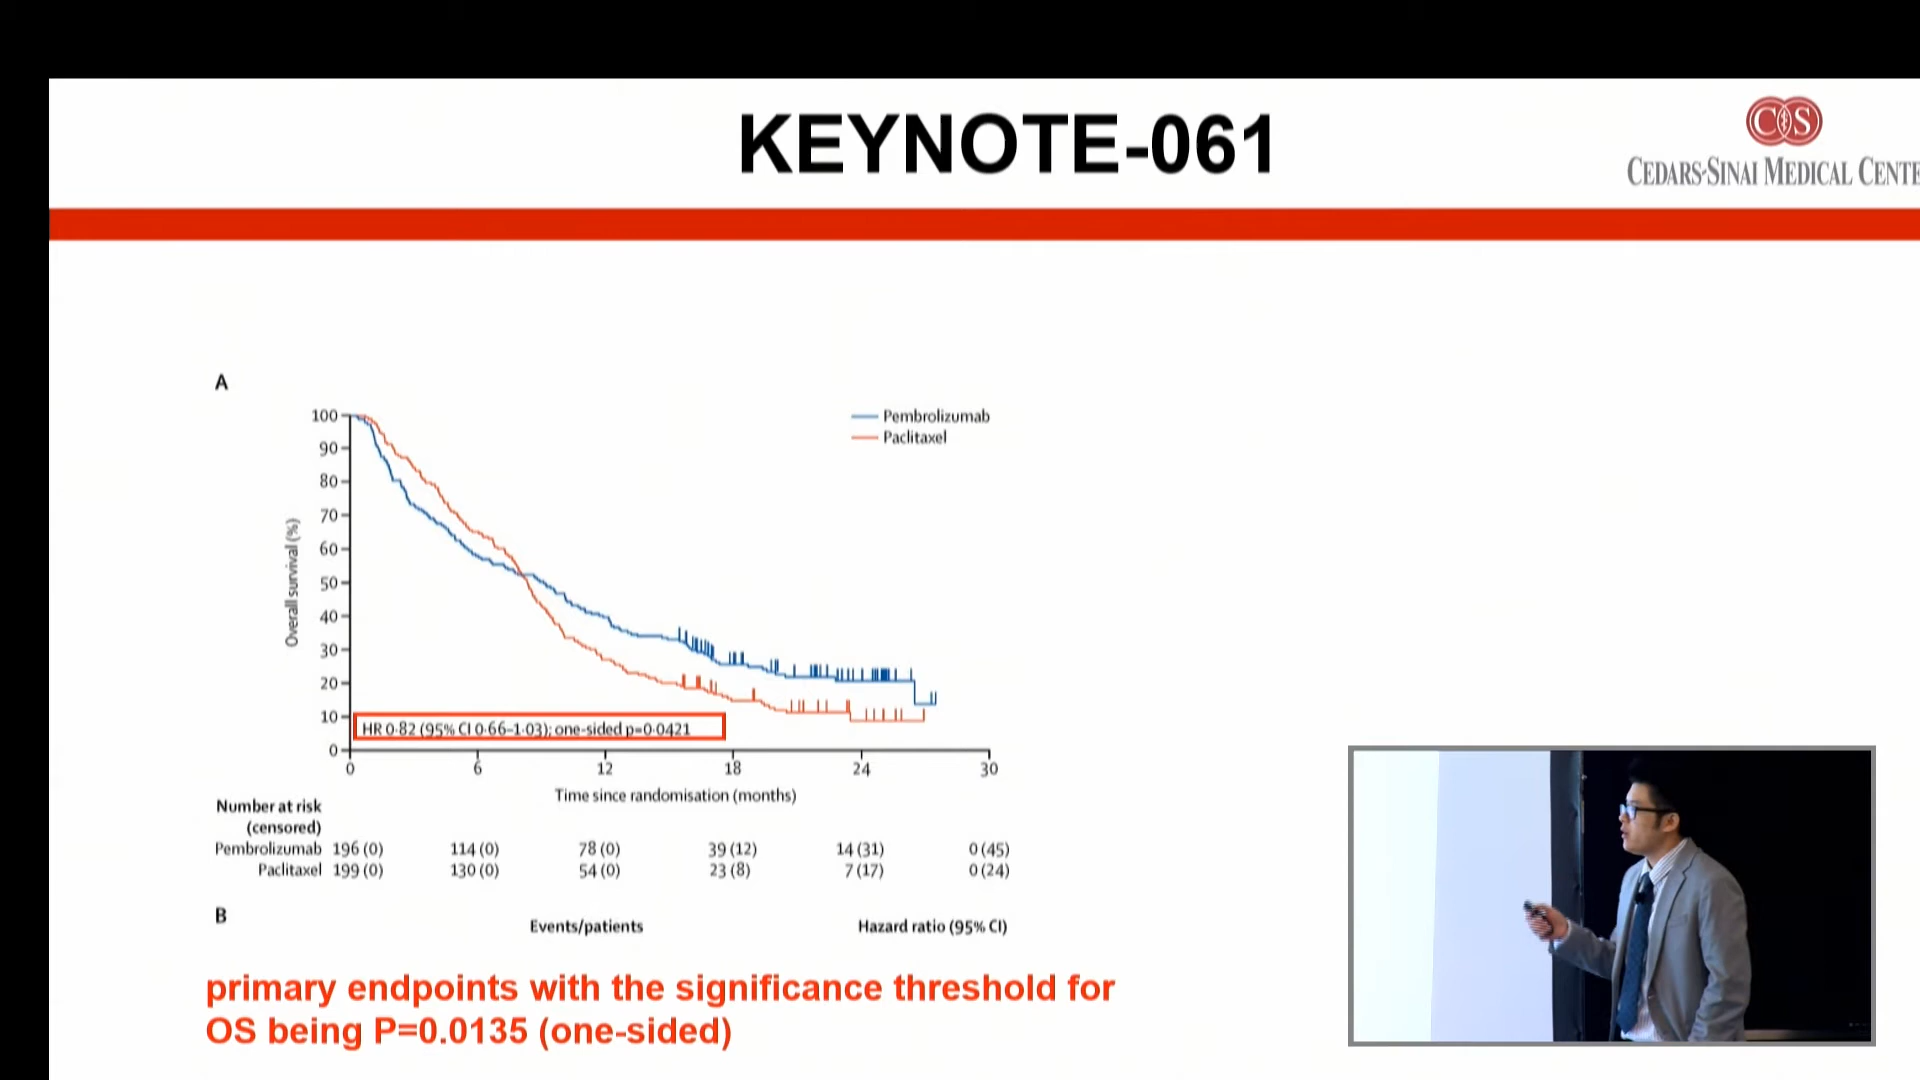 KEYNOTE-061
CS
CEDARS-SINAI MEDICAL CENTE
A
100
90
80
70
60
50
40
30
20
10
0
Overall survival (%)
Pembrolizumab
Paclitaxel
HR 0·82 (95% CI 0·66–1·03); one-sided p=0·0421
0 6 12 18 24 30
Time since randomisation (months)
Number at risk
(censored)
Pembrolizumab 196 (0) 114 (0) 78 (0) 39 (12) 14 (31) 0 (45)
Paclitaxel 199 (0) 130 (0) 54 (0) 23 (8) 7 (17) 0 (24)
B Events/patients Hazard ratio (95% CI)
primary endpoints with the significance threshold for
OS being P=0.0135 (one-sided)